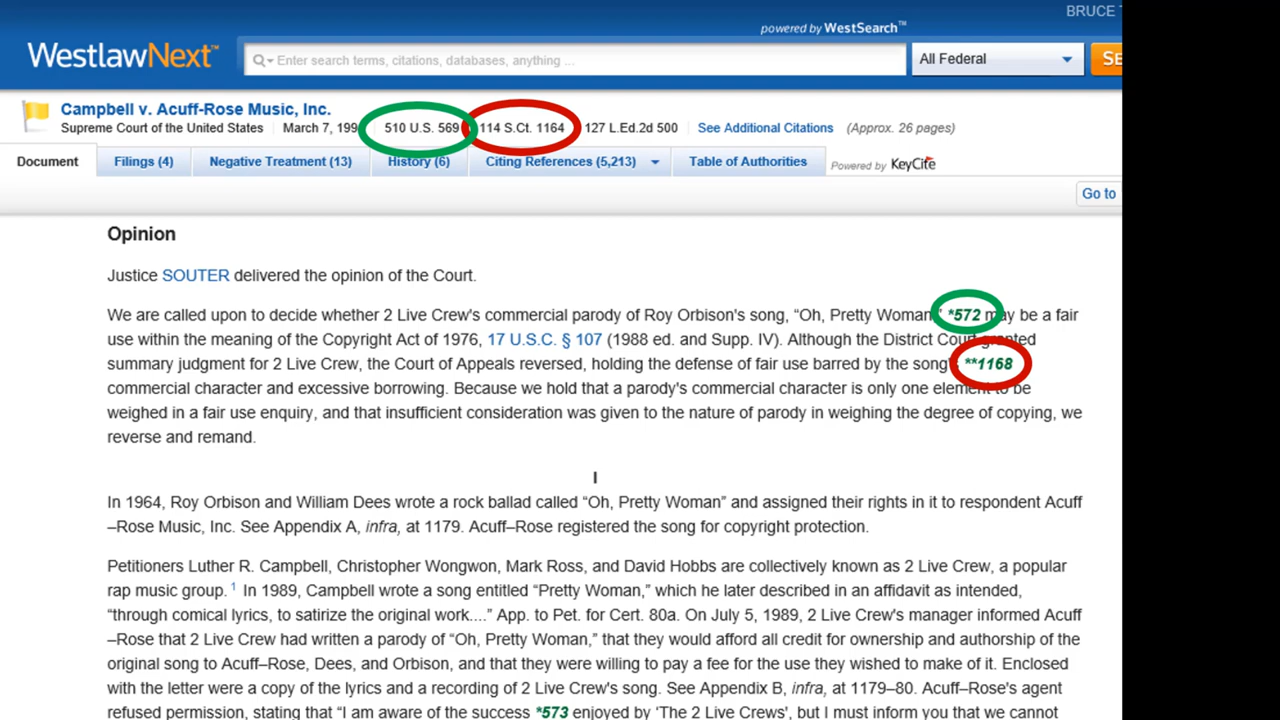 BRUCE
powered by WestSearch™
WestlawNext™
Enter search terms, citations, databases, anything ...
All Federal
SE
Campbell v. Acuff-Rose Music, Inc.
Supreme Court of the United States March 7, 199 510 U.S. 569 114 S.Ct. 1164 127 L.Ed.2d 500 See Additional Citations (Approx. 26 pages)
Document Filings (4) Negative Treatment (13) History (6) Citing References (5,213) Table of Authorities Powered by KeyCite
Go to
Opinion
Justice SOUTER delivered the opinion of the Court.
We are called upon to decide whether 2 Live Crew's commercial parody of Roy Orbison's song, “Oh, Pretty Woman,” *572 may be a fair
use within the meaning of the Copyright Act of 1976, 17 U.S.C. § 107 (1988 ed. and Supp. IV). Although the District Court granted
summary judgment for 2 Live Crew, the Court of Appeals reversed, holding the defense of fair use barred by the song's **1168
commercial character and excessive borrowing. Because we hold that a parody's commercial character is only one element to be
weighed in a fair use enquiry, and that insufficient consideration was given to the nature of parody in weighing the degree of copying, we
reverse and remand.
I
In 1964, Roy Orbison and William Dees wrote a rock ballad called “Oh, Pretty Woman” and assigned their rights in it to respondent Acuff
–Rose Music, Inc. See Appendix A, infra, at 1179. Acuff–Rose registered the song for copyright protection.
Petitioners Luther R. Campbell, Christopher Wongwon, Mark Ross, and David Hobbs are collectively known as 2 Live Crew, a popular
rap music group. 1 In 1989, Campbell wrote a song entitled “Pretty Woman,” which he later described in an affidavit as intended,
“through comical lyrics, to satirize the original work....” App. to Pet. for Cert. 80a. On July 5, 1989, 2 Live Crew's manager informed Acuff
–Rose that 2 Live Crew had written a parody of “Oh, Pretty Woman,” that they would afford all credit for ownership and authorship of the
original song to Acuff–Rose, Dees, and Orbison, and that they were willing to pay a fee for the use they wished to make of it. Enclosed
with the letter were a copy of the lyrics and a recording of 2 Live Crew's song. See Appendix B, infra, at 1179–80. Acuff–Rose's agent
refused permission, stating that “I am aware of the success *573 enjoyed by ‘The 2 Live Crews’, but I must inform you that we cannot